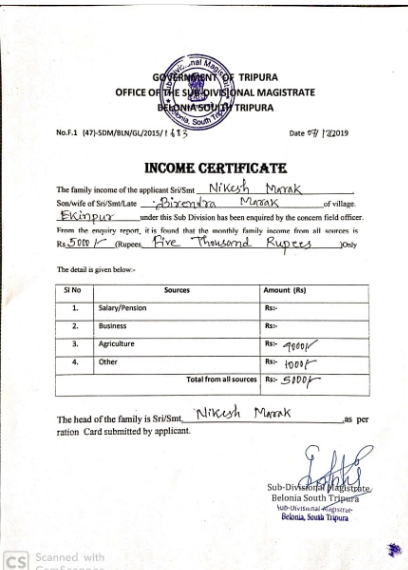 GOVERNMENT OF TRIPURA
OFFICE OF THE SUB-DIVISIONAL MAGISTRATE
BELONIA SOUTH TRIPURA
No.F.1 (47)-SDM/BLN/GL/2015/1683 Date 09/12/2019
INCOME CERTIFICATE
The family income of the applicant Sri/Smt Nikesh Marak
Son/wife of Sri/Smt/Late Birendra Marak of village.
Ekinpur under this Sub Division has been enquired by the concern field officer.
From the enquiry report, it is found that the monthly family income from all sources is
Rs 5000/- (Rupees Five Thousand Rupees )Only
The detail is given below:-
Sl No Sources Amount (Rs)
1. Salary/Pension Rs:-
2. Business Rs:-
3. Agriculture Rs:- 4000/-
4. Other Rs:- 1000/-
Total from all sources Rs:- 5000/-
The head of the family is Sri/Smt. Nikesh Marak ,as per
ration Card submitted by applicant.
Sub-Divisional Magistrate
Belonia South Tripura
Sub-Divisional Magistrate
Belonia, South Tripura
CS Scanned with
CamScanner